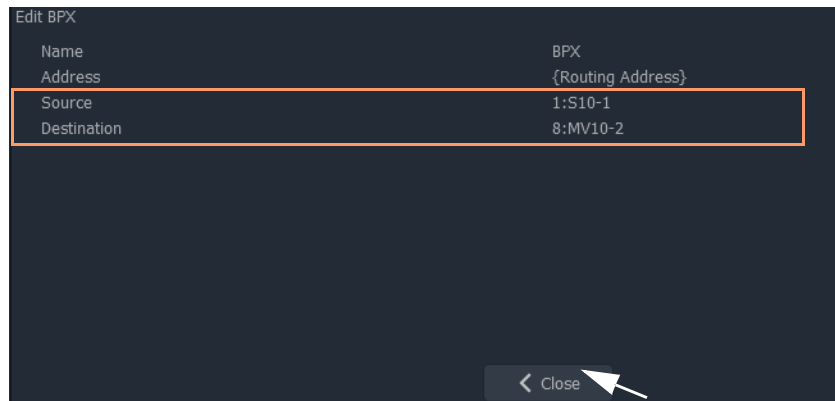 Edit BPX
Name BPX
Address {Routing Address}
Source 1:S10-1
Destination 8:MV10-2
Close